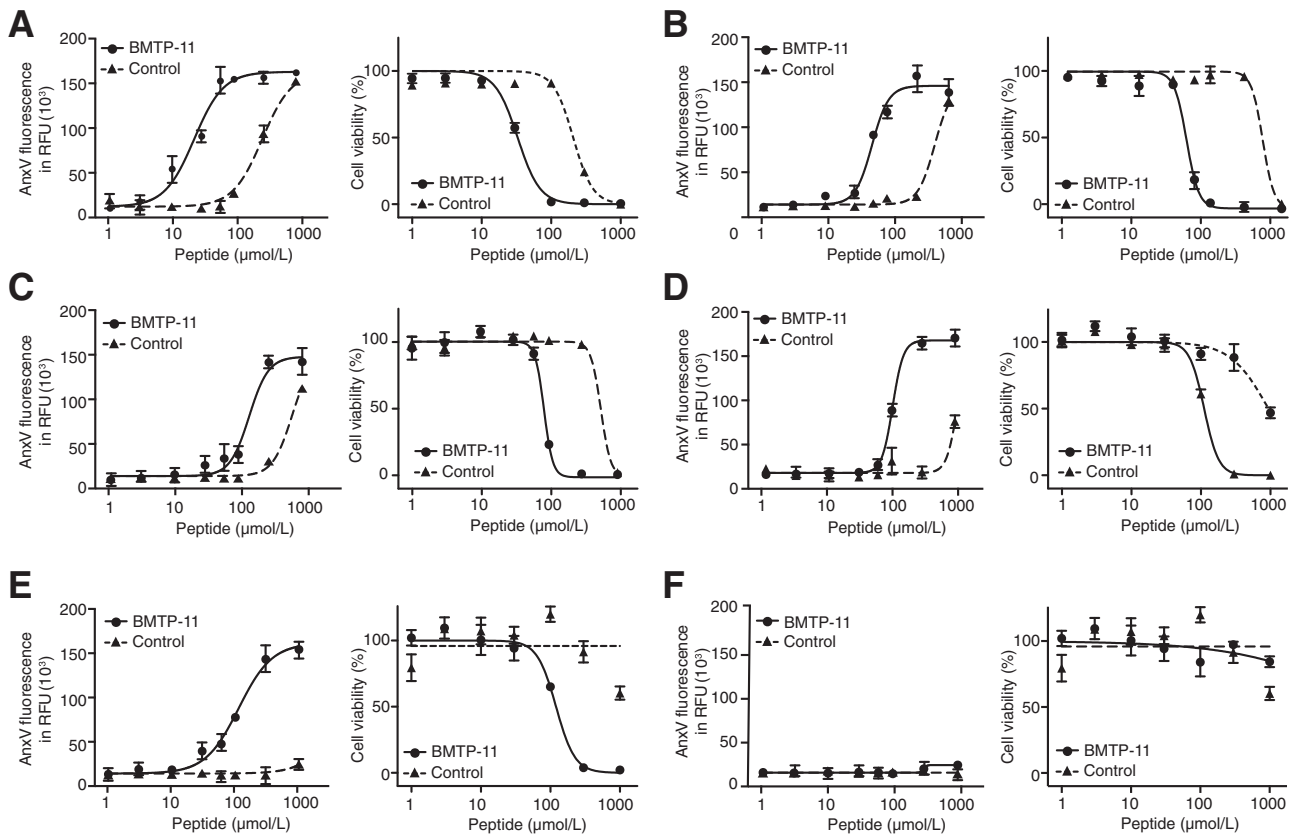 A
AnxV fluorescence
in RFU (10³)
200
150
100
50
0
BMTP-11
Control
1 10 100 1000
Peptide (µmol/L)
Cell viability (%)
100
50
0
BMTP-11
Control
1 10 100 1000
Peptide (µmol/L)
B
AnxV fluorescence
in RFU (10³)
200
150
100
50
0
BMTP-11
Control
1 10 100 1000
Peptide (µmol/L)
Cell viability (%)
100
50
0
BMTP-11
Control
1 10 100 1000
Peptide (µmol/L)
C
AnxV fluorescence
in RFU (10³)
200
150
100
50
0
BMTP-11
Control
1 10 100 1000
Peptide (µmol/L)
Cell viability (%)
100
50
0
BMTP-11
Control
1 10 100 1000
Peptide (µmol/L)
D
AnxV fluorescence
in RFU (10³)
200
150
100
50
0
BMTP-11
Control
1 10 100 1000
Peptide (µmol/L)
Cell viability (%)
100
50
0
BMTP-11
Control
1 10 100 1000
Peptide (µmol/L)
E
AnxV fluorescence
in RFU (10³)
200
150
100
50
0
BMTP-11
Control
1 10 100 1000
Peptide (µmol/L)
Cell viability (%)
100
50
0
BMTP-11
Control
1 10 100 1000
Peptide (µmol/L)
F
AnxV fluorescence
in RFU (10³)
200
150
100
50
0
BMTP-11
Control
1 10 100 1000
Peptide (µmol/L)
Cell viability (%)
100
50
0
BMTP-11
Control
1 10 100 1000
Peptide (µmol/L)